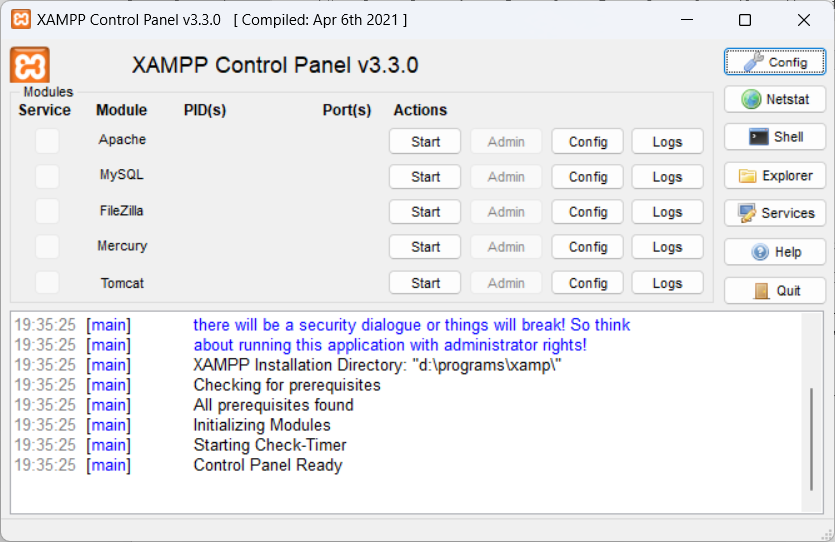 XAMPP Control Panel v3.3.0 [ Compiled: Apr 6th 2021 ]
XAMPP Control Panel v3.3.0
Config
Modules
Service Module PID(s) Port(s) Actions
Netstat
Apache Start Admin Config Logs
Shell
MySQL Start Admin Config Logs
Explorer
FileZilla Start Admin Config Logs
Services
Mercury Start Admin Config Logs
Help
Tomcat Start Admin Config Logs
Quit
19:35:25 [main] there will be a security dialogue or things will break! So think
19:35:25 [main] about running this application with administrator rights!
19:35:25 [main] XAMPP Installation Directory: "d:\programs\xamp\"
19:35:25 [main] Checking for prerequisites
19:35:25 [main] All prerequisites found
19:35:25 [main] Initializing Modules
19:35:25 [main] Starting Check-Timer
19:35:25 [main] Control Panel Ready